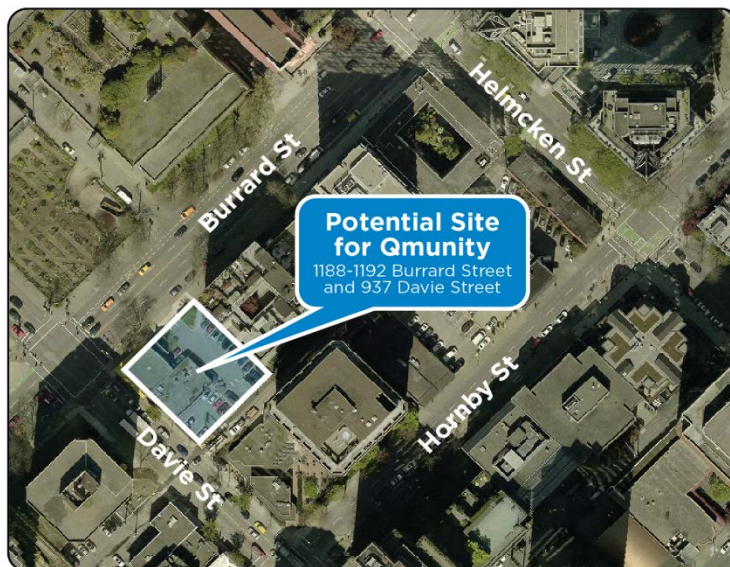 Helmcken St
Burrard St
Potential Site
for Qmunity
1188-1192 Burrard Street
and 937 Davie Street
Hornby St
Davie St